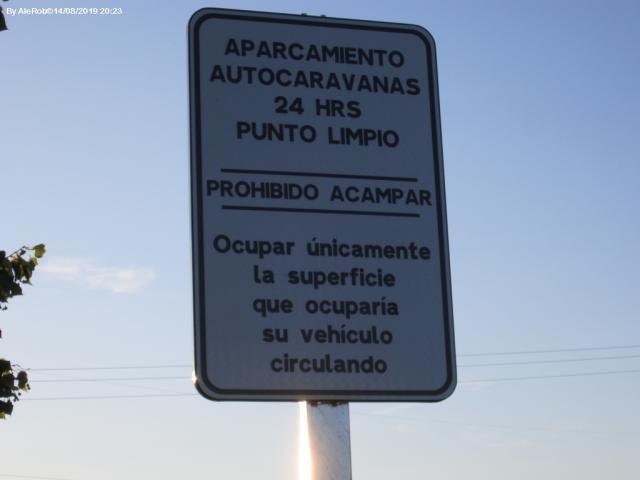 By AleRob©14/08/2019 20:23
APARCAMIENTO
AUTOCARAVANAS
24 HRS
PUNTO LIMPIO
PROHIBIDO ACAMPAR
Ocupar únicamente
la superficie
que ocuparía
su vehículo
circulando